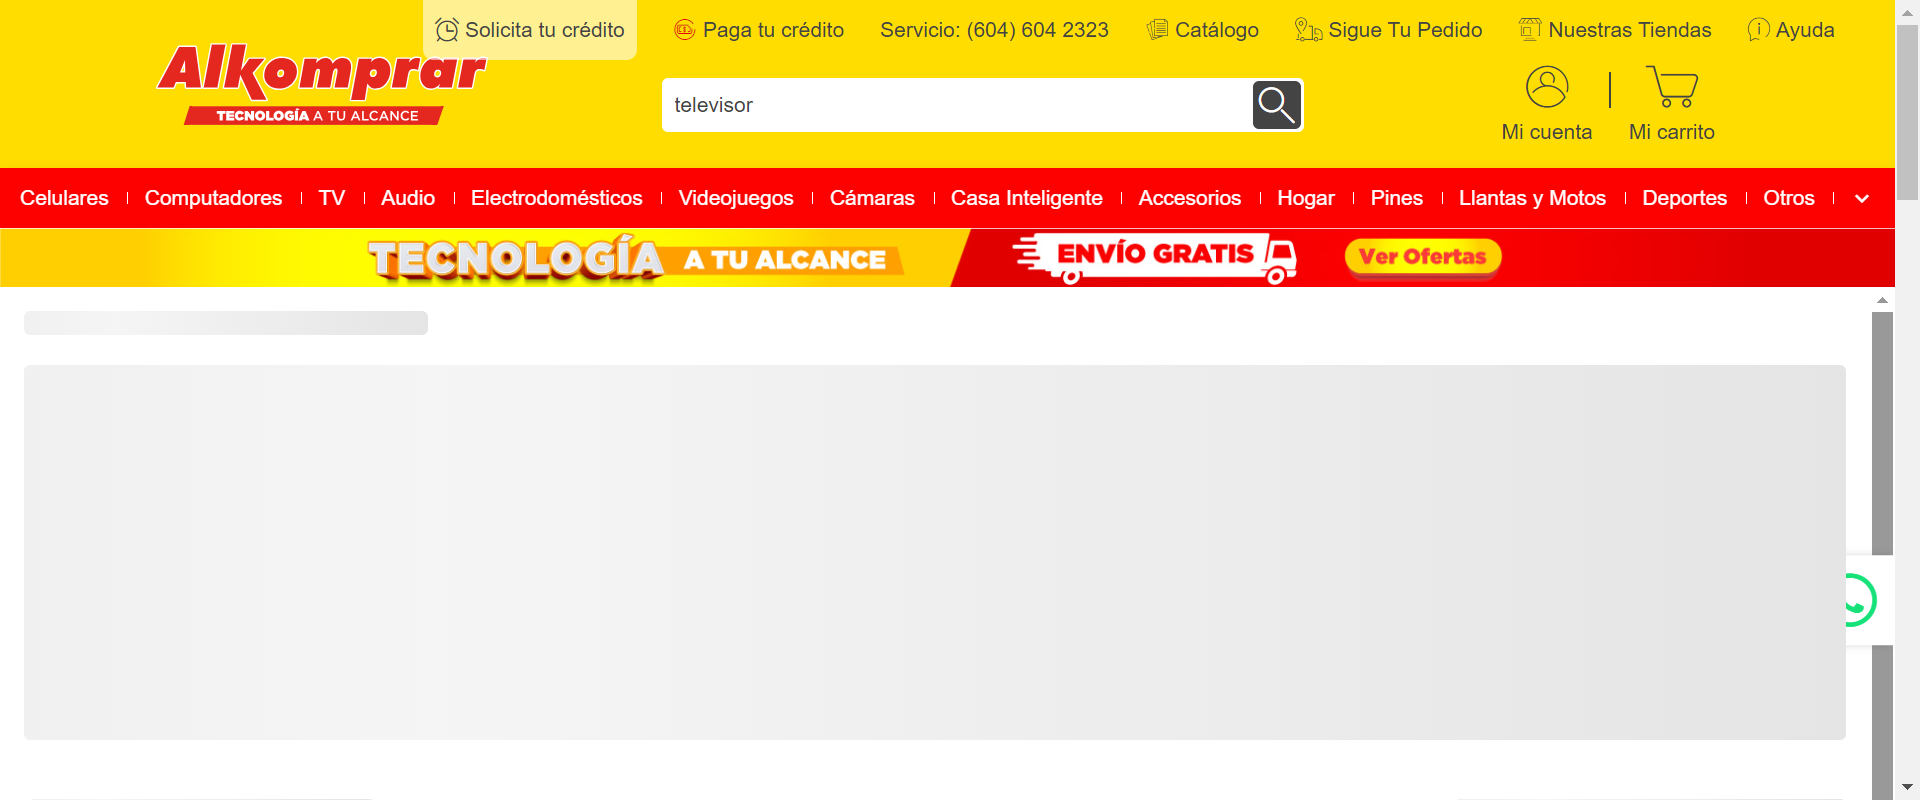 Solicita tu crédito
Paga tu crédito
Servicio: (604) 604 2323
Catálogo
Sigue Tu Pedido
Nuestras Tiendas
Ayuda
Alkomprar
TECNOLOGÍA A TU ALCANCE
televisor
Mi cuenta
Mi carrito
Celulares
Computadores
TV
Audio
Electrodomésticos
Videojuegos
Cámaras
Casa Inteligente
Accesorios
Hogar
Pines
Llantas y Motos
Deportes
Otros
TECNOLOGÍA A TU ALCANCE
ENVÍO GRATIS
Ver Ofertas